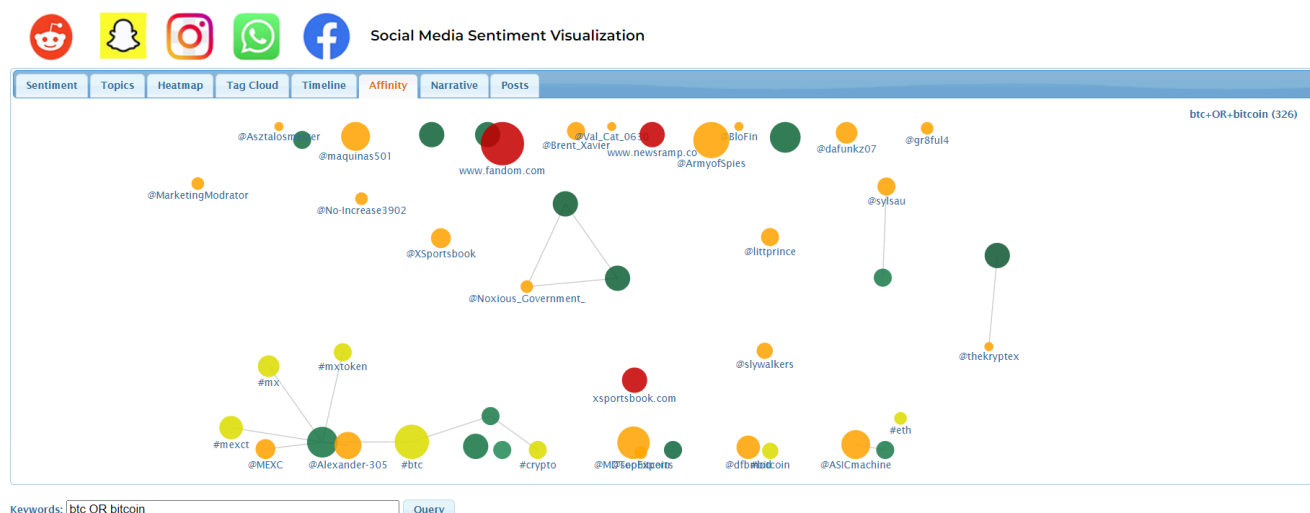 Social Media Sentiment Visualization
Sentiment Topics Heatmap Tag Cloud Timeline Affinity Narrative Posts
btc+OR+bitcoin (326)
@maquinas501
@Brent_Xavier
www.newsramp.co
@BloFin
@ArmyofSpies
@dafunkz07
@gr8ful4
www.fandom.com
@MarketingModrator
@No-Increase3902
@sylsau
@XSportsbook
@littprince
@Noxious_Government_
@thekryptex
@slywalkers
#mxtoken
#mx
xsportsbook.com
#mexct
#eth
@MEXC
@Alexander-305
#btc
#crypto
@ASICmachine
Keywords: btc OR bitcoin Query